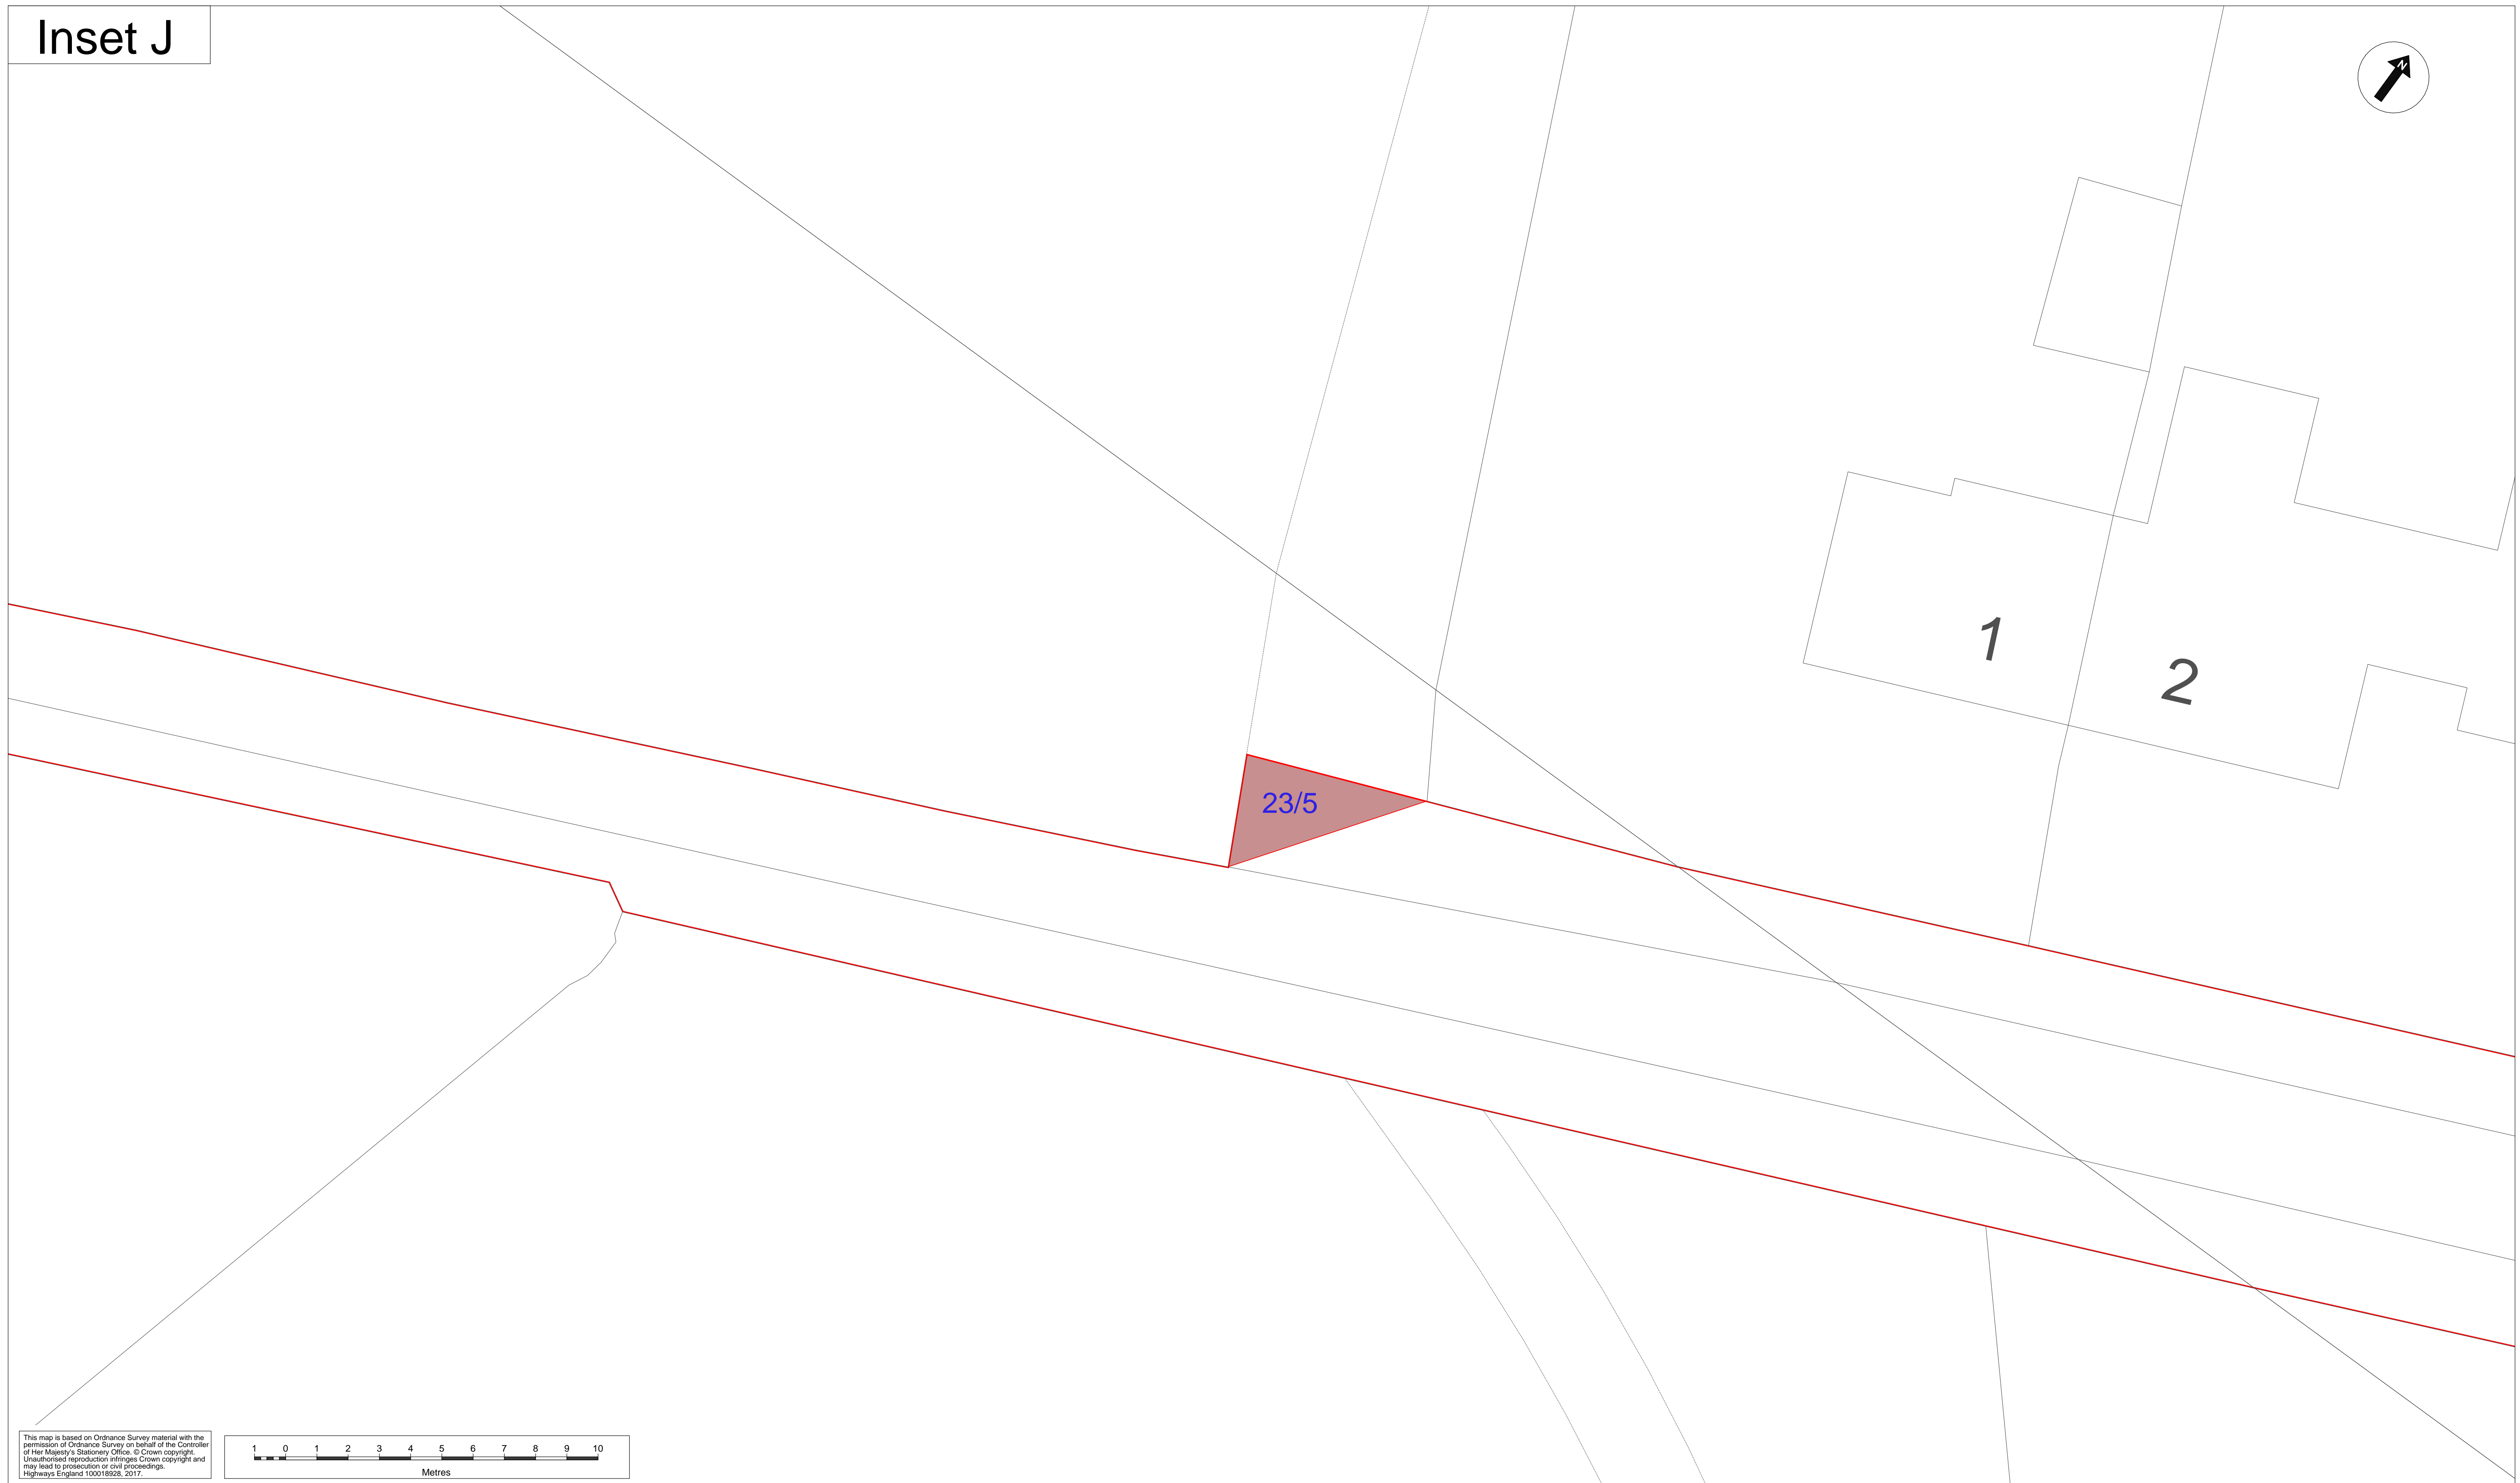 Inset J
N
1
2
23/5
This map is based on Ordnance Survey material with the
permission of Ordnance Survey on behalf of the Controller
of Her Majesty's Stationery Office. © Crown copyright.
Unauthorised reproduction infringes Crown copyright and
may lead to prosecution or civil proceedings.
Highways England 100018928, 2017.
1 0 1 2 3 4 5 6 7 8 9 10
Metres